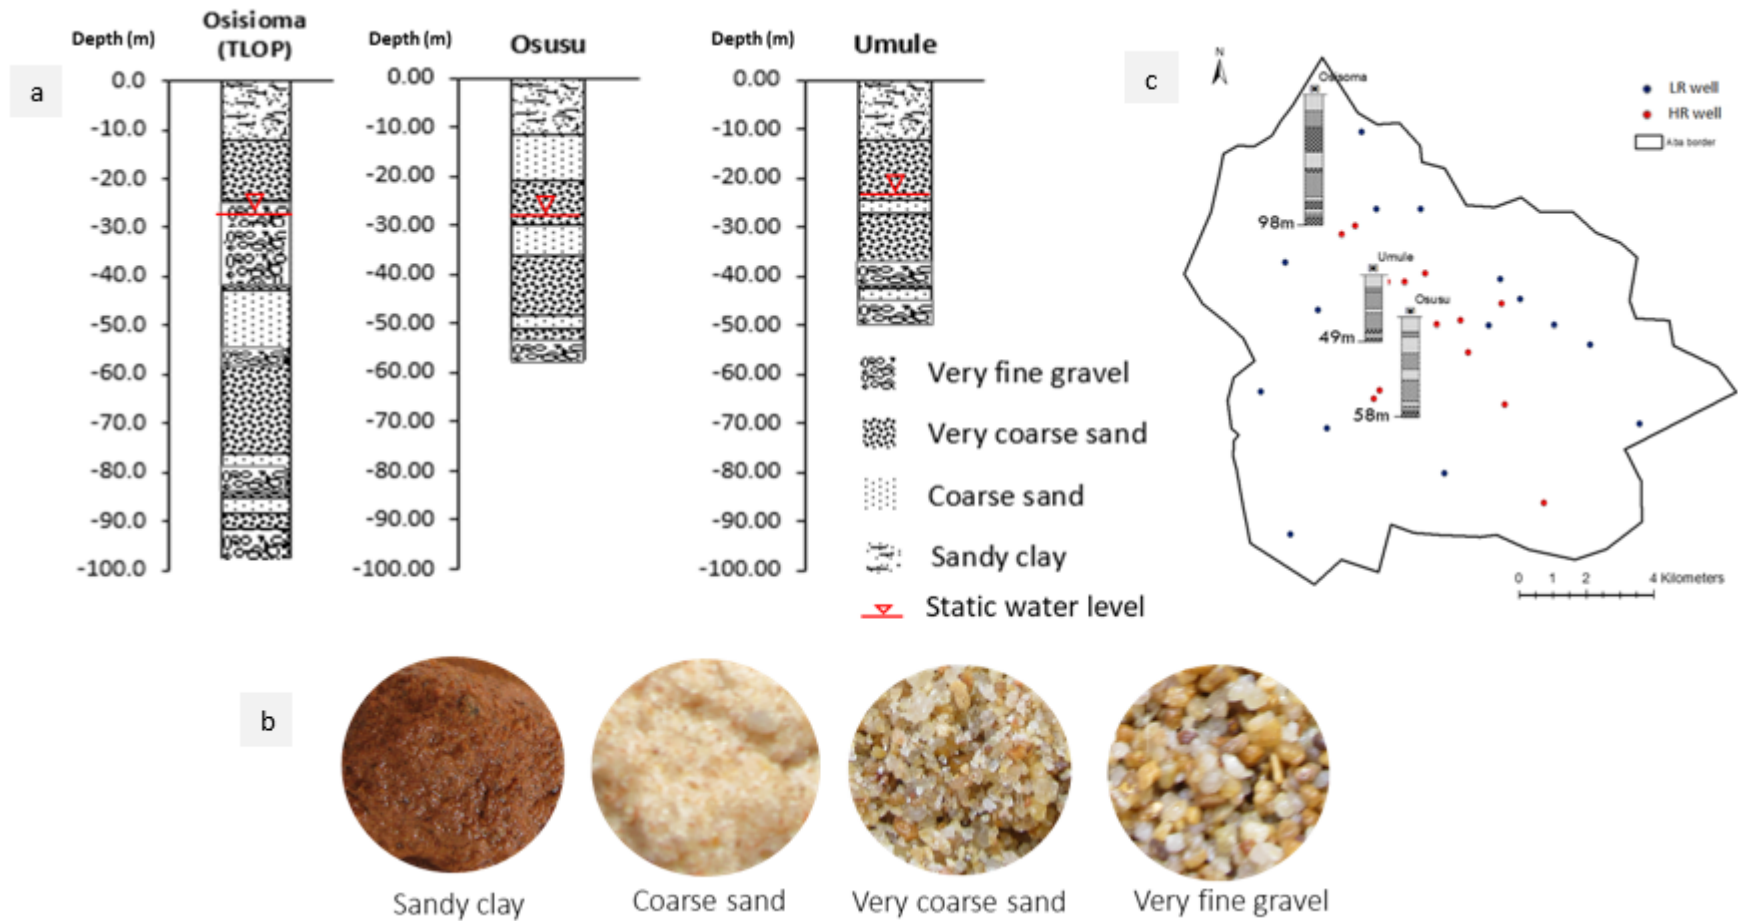 a
Depth (m)
Osisioma
(TLOP)
0.0
-10.0
-20.0
-30.0
-40.0
-50.0
-60.0
-70.0
-80.0
-90.0
-100.0
Depth (m)
Osusu
0.00
-10.00
-20.00
-30.00
-40.00
-50.00
-60.00
-70.00
-80.00
-90.00
-100.00
Depth (m)
Umule
0.00
-10.00
-20.00
-30.00
-40.00
-50.00
-60.00
-70.00
-80.00
-90.00
-100.00
Very fine gravel
Very coarse sand
Coarse sand
Sandy clay
Static water level
c
N
Osisoma
98m
Umule
49m
Osusu
58m
LR well
HR well
Aba border
0 1 2 4 Kilometers
b
Sandy clay
Coarse sand
Very coarse sand
Very fine gravel